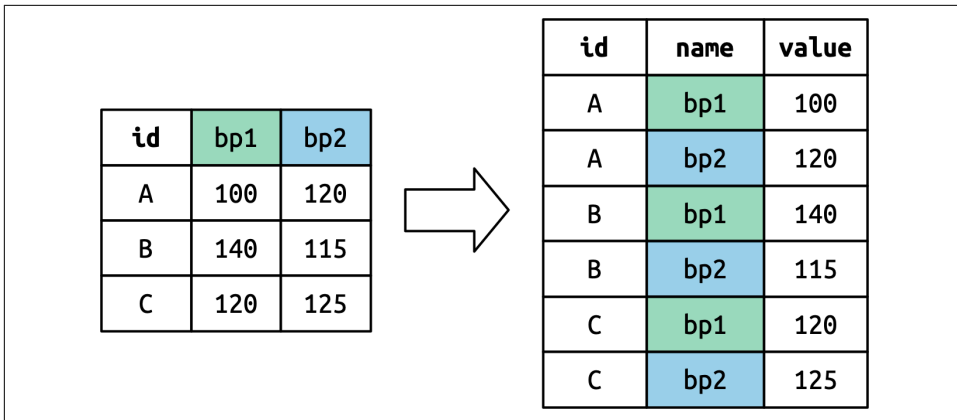 id bp1 bp2
A 100 120
B 140 115
C 120 125
id name value
A bp1 100
A bp2 120
B bp1 140
B bp2 115
C bp1 120
C bp2 125